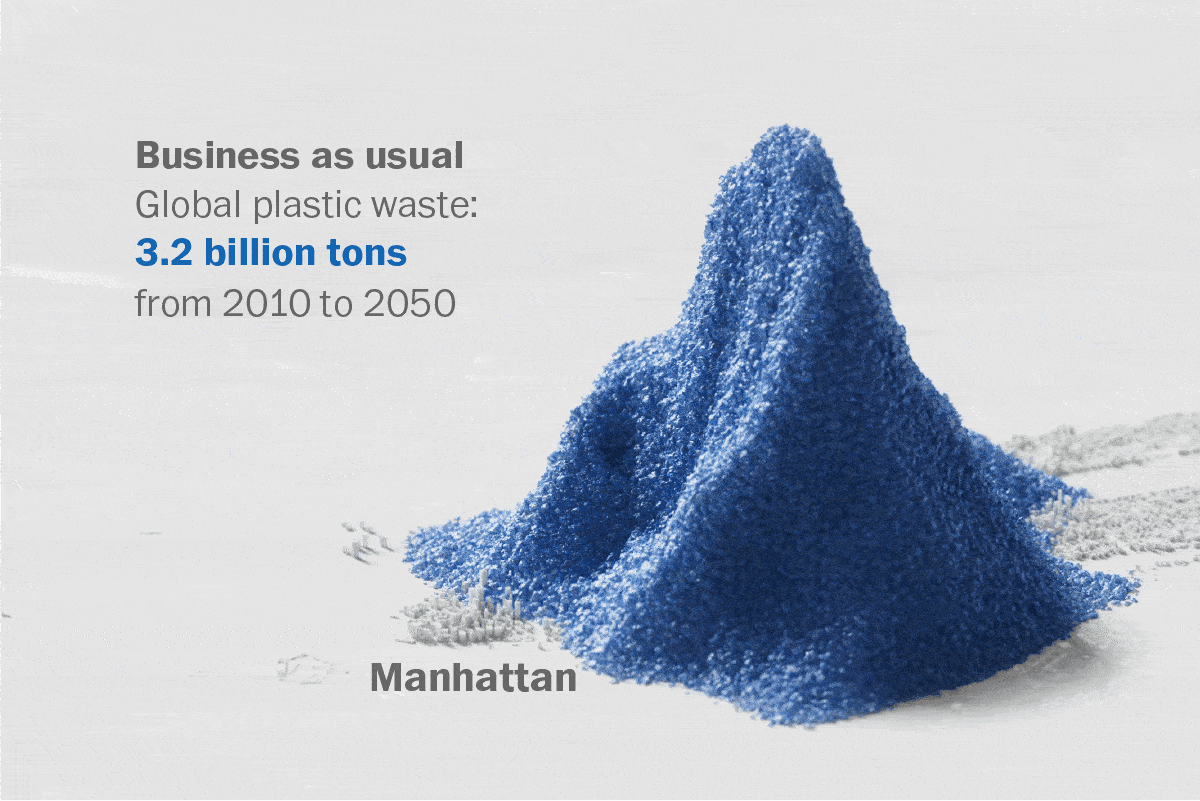 Business as usual
Global plastic waste:
3.2 billion tons
from 2010 to 2050
Manhattan